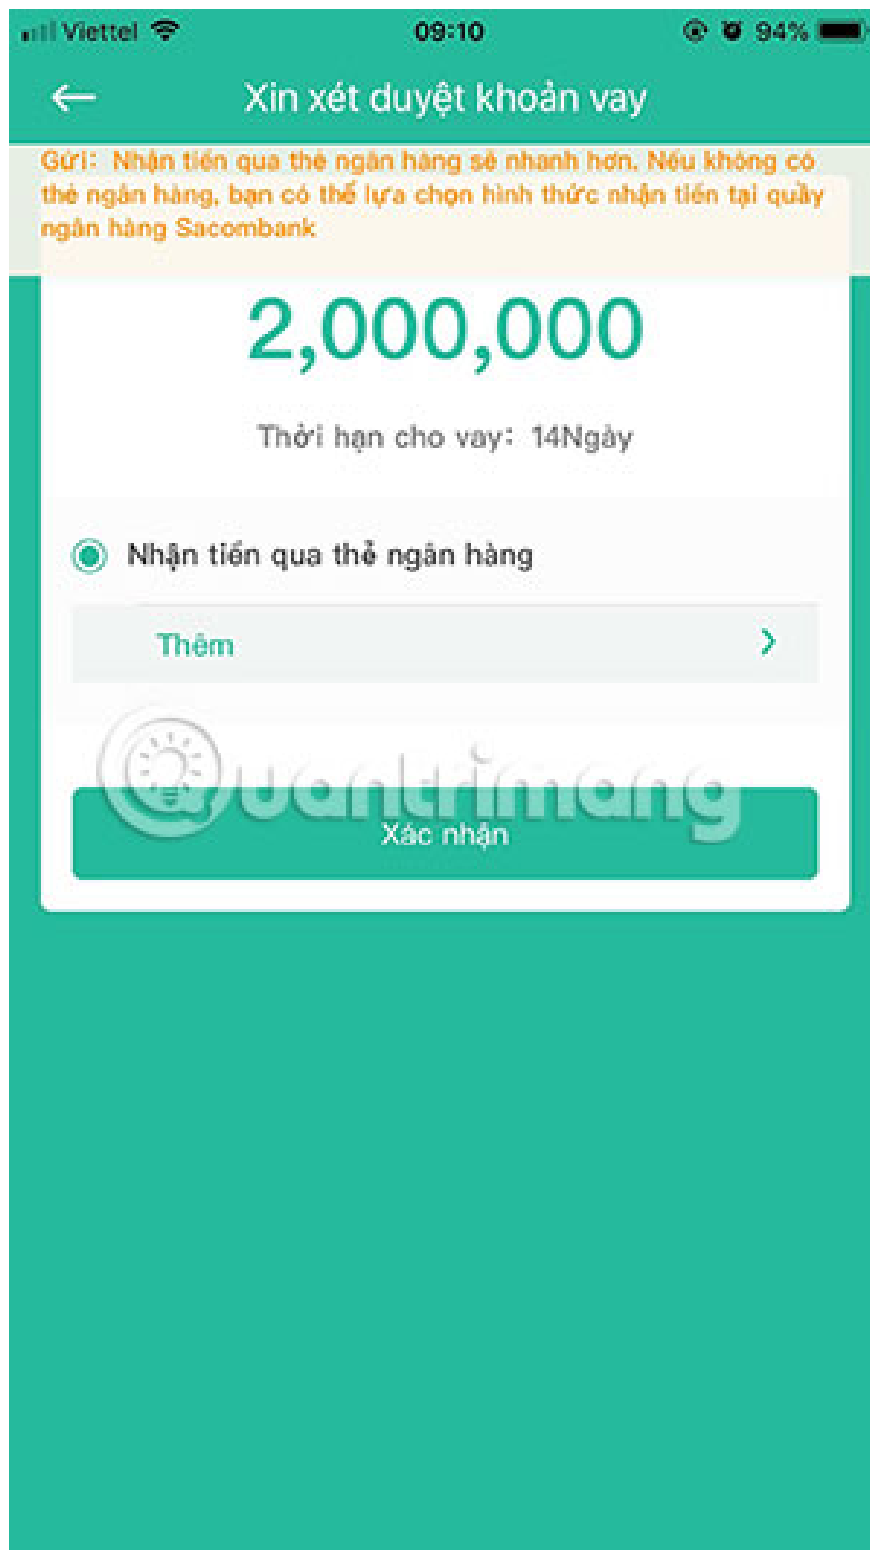 Viettel 09:10 94%
Xin xét duyệt khoản vay
Gửi: Nhận tiền qua thẻ ngân hàng sẽ nhanh hơn. Nếu không có
thẻ ngân hàng, bạn có thể lựa chọn hình thức nhận tiền tại quầy
ngân hàng Sacombank
2,000,000
Thời hạn cho vay: 14Ngày
Nhận tiền qua thẻ ngân hàng
Thêm
Quantrimang
Xác nhận